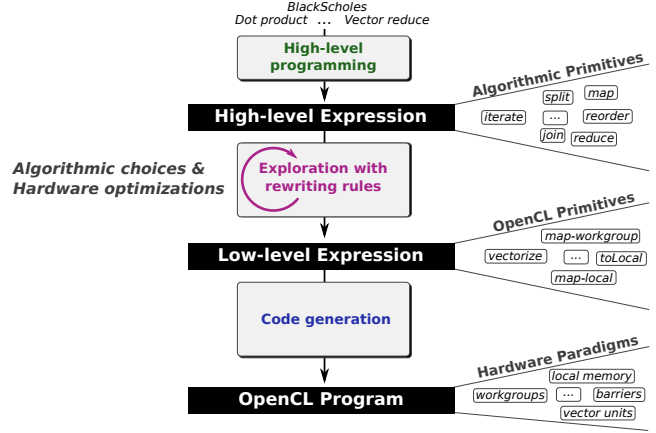 BlackScholes
Dot product ... Vector reduce
High-level
programming
Algorithmic Primitives
split
map
High-level Expression
iterate
...
reorder
join
reduce
Algorithmic choices &
Hardware optimizations
Exploration with
rewriting rules
OpenCL Primitives
map-workgroup
Low-level Expression
vectorize
...
toLocal
map-local
Code generation
Hardware Paradigms
local memory
OpenCL Program
workgroups
...
barriers
vector units